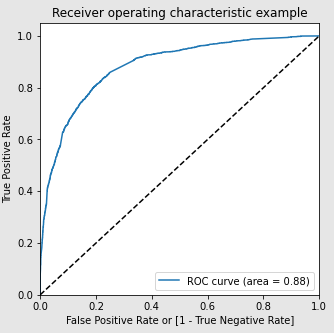 Receiver operating characteristic example
1.0
0.8
0.6
0.4
0.2
0.0
True Positive Rate
ROC curve (area = 0.88)
0.0 0.2 0.4 0.6 0.8 1.0
False Positive Rate or [1 - True Negative Rate]